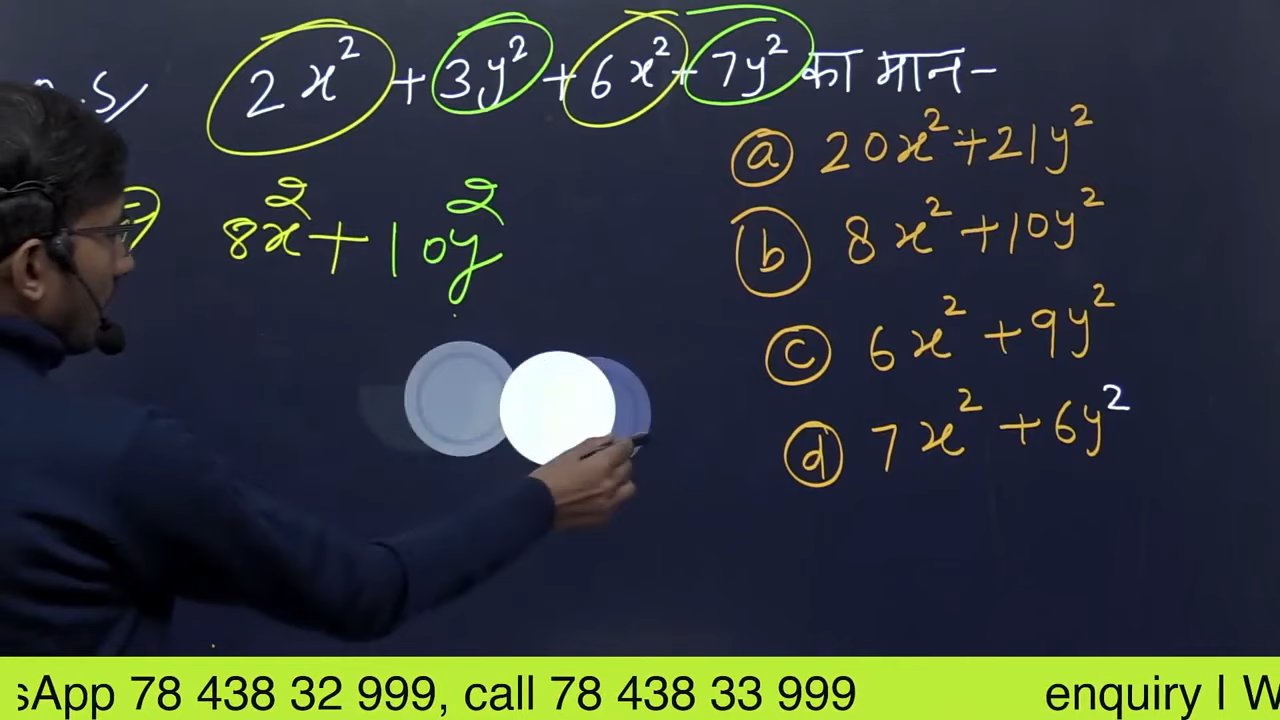 2x² + 3y² + 6x² + 7y² का मान-
8x² + 10y²
a 20x² + 21y²
b 8x² + 10y²
c 6x² + 9y²
d 7x² + 6y²
78 438 32 999, call 78 438 33 999 enquiry